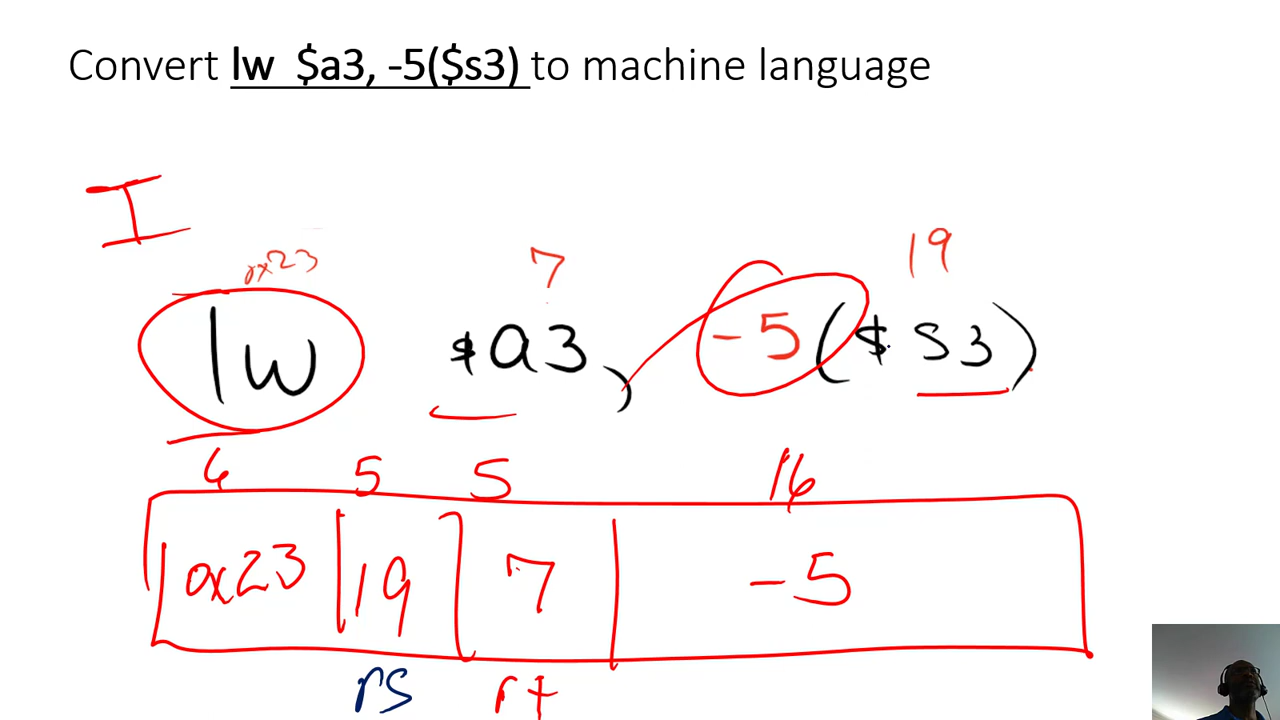 Convert lw $a3, -5($s3) to machine language
I
0x23 7 19
lw $a3, -5($s3)
6 5 5 16
0x23 19 7 -5
rs rt